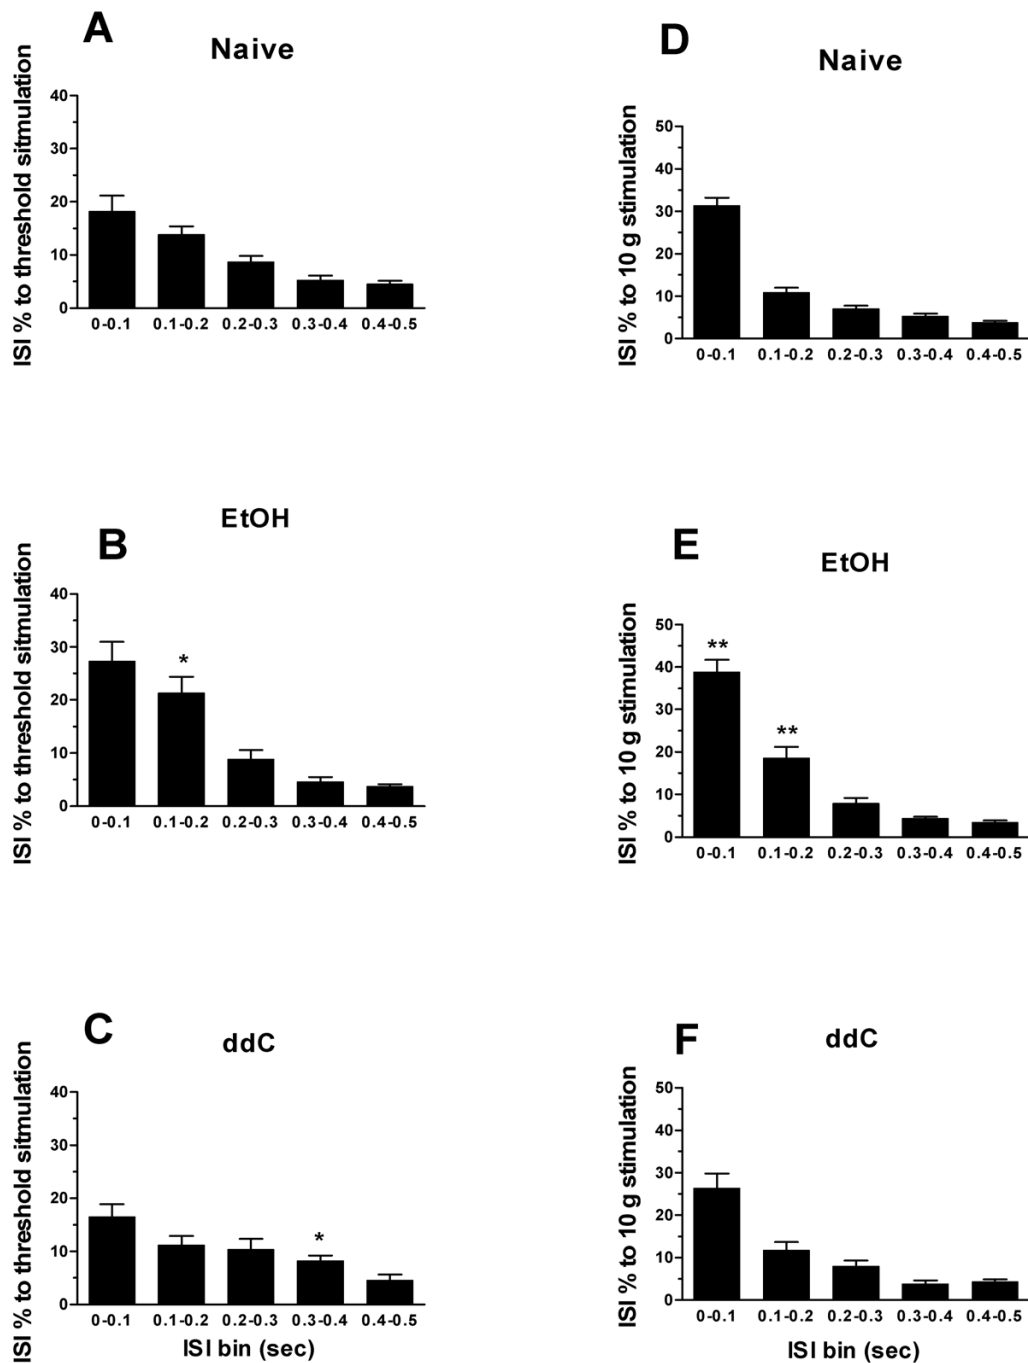 A
Naive
ISI % to threshold sitmulation
40
30
20
10
0
0-0.1 0.1-0.2 0.2-0.3 0.3-0.4 0.4-0.5
D
Naive
ISI % to 10 g stimulation
50
40
30
20
10
0
0-0.1 0.1-0.2 0.2-0.3 0.3-0.4 0.4-0.5
B
EtOH
ISI % to threshold sitmulation
40
30
20
10
0
*
0-0.1 0.1-0.2 0.2-0.3 0.3-0.4 0.4-0.5
E
EtOH
ISI % to 10 g stimulation
50
40
30
20
10
0
**
**
0-0.1 0.1-0.2 0.2-0.3 0.3-0.4 0.4-0.5
C
ddC
ISI % to threshold sitmulation
40
30
20
10
0
*
0-0.1 0.1-0.2 0.2-0.3 0.3-0.4 0.4-0.5
ISI bin (sec)
F
ddC
ISI % to 10 g stimulation
50
40
30
20
10
0
0-0.1 0.1-0.2 0.2-0.3 0.3-0.4 0.4-0.5
ISI bin (sec)